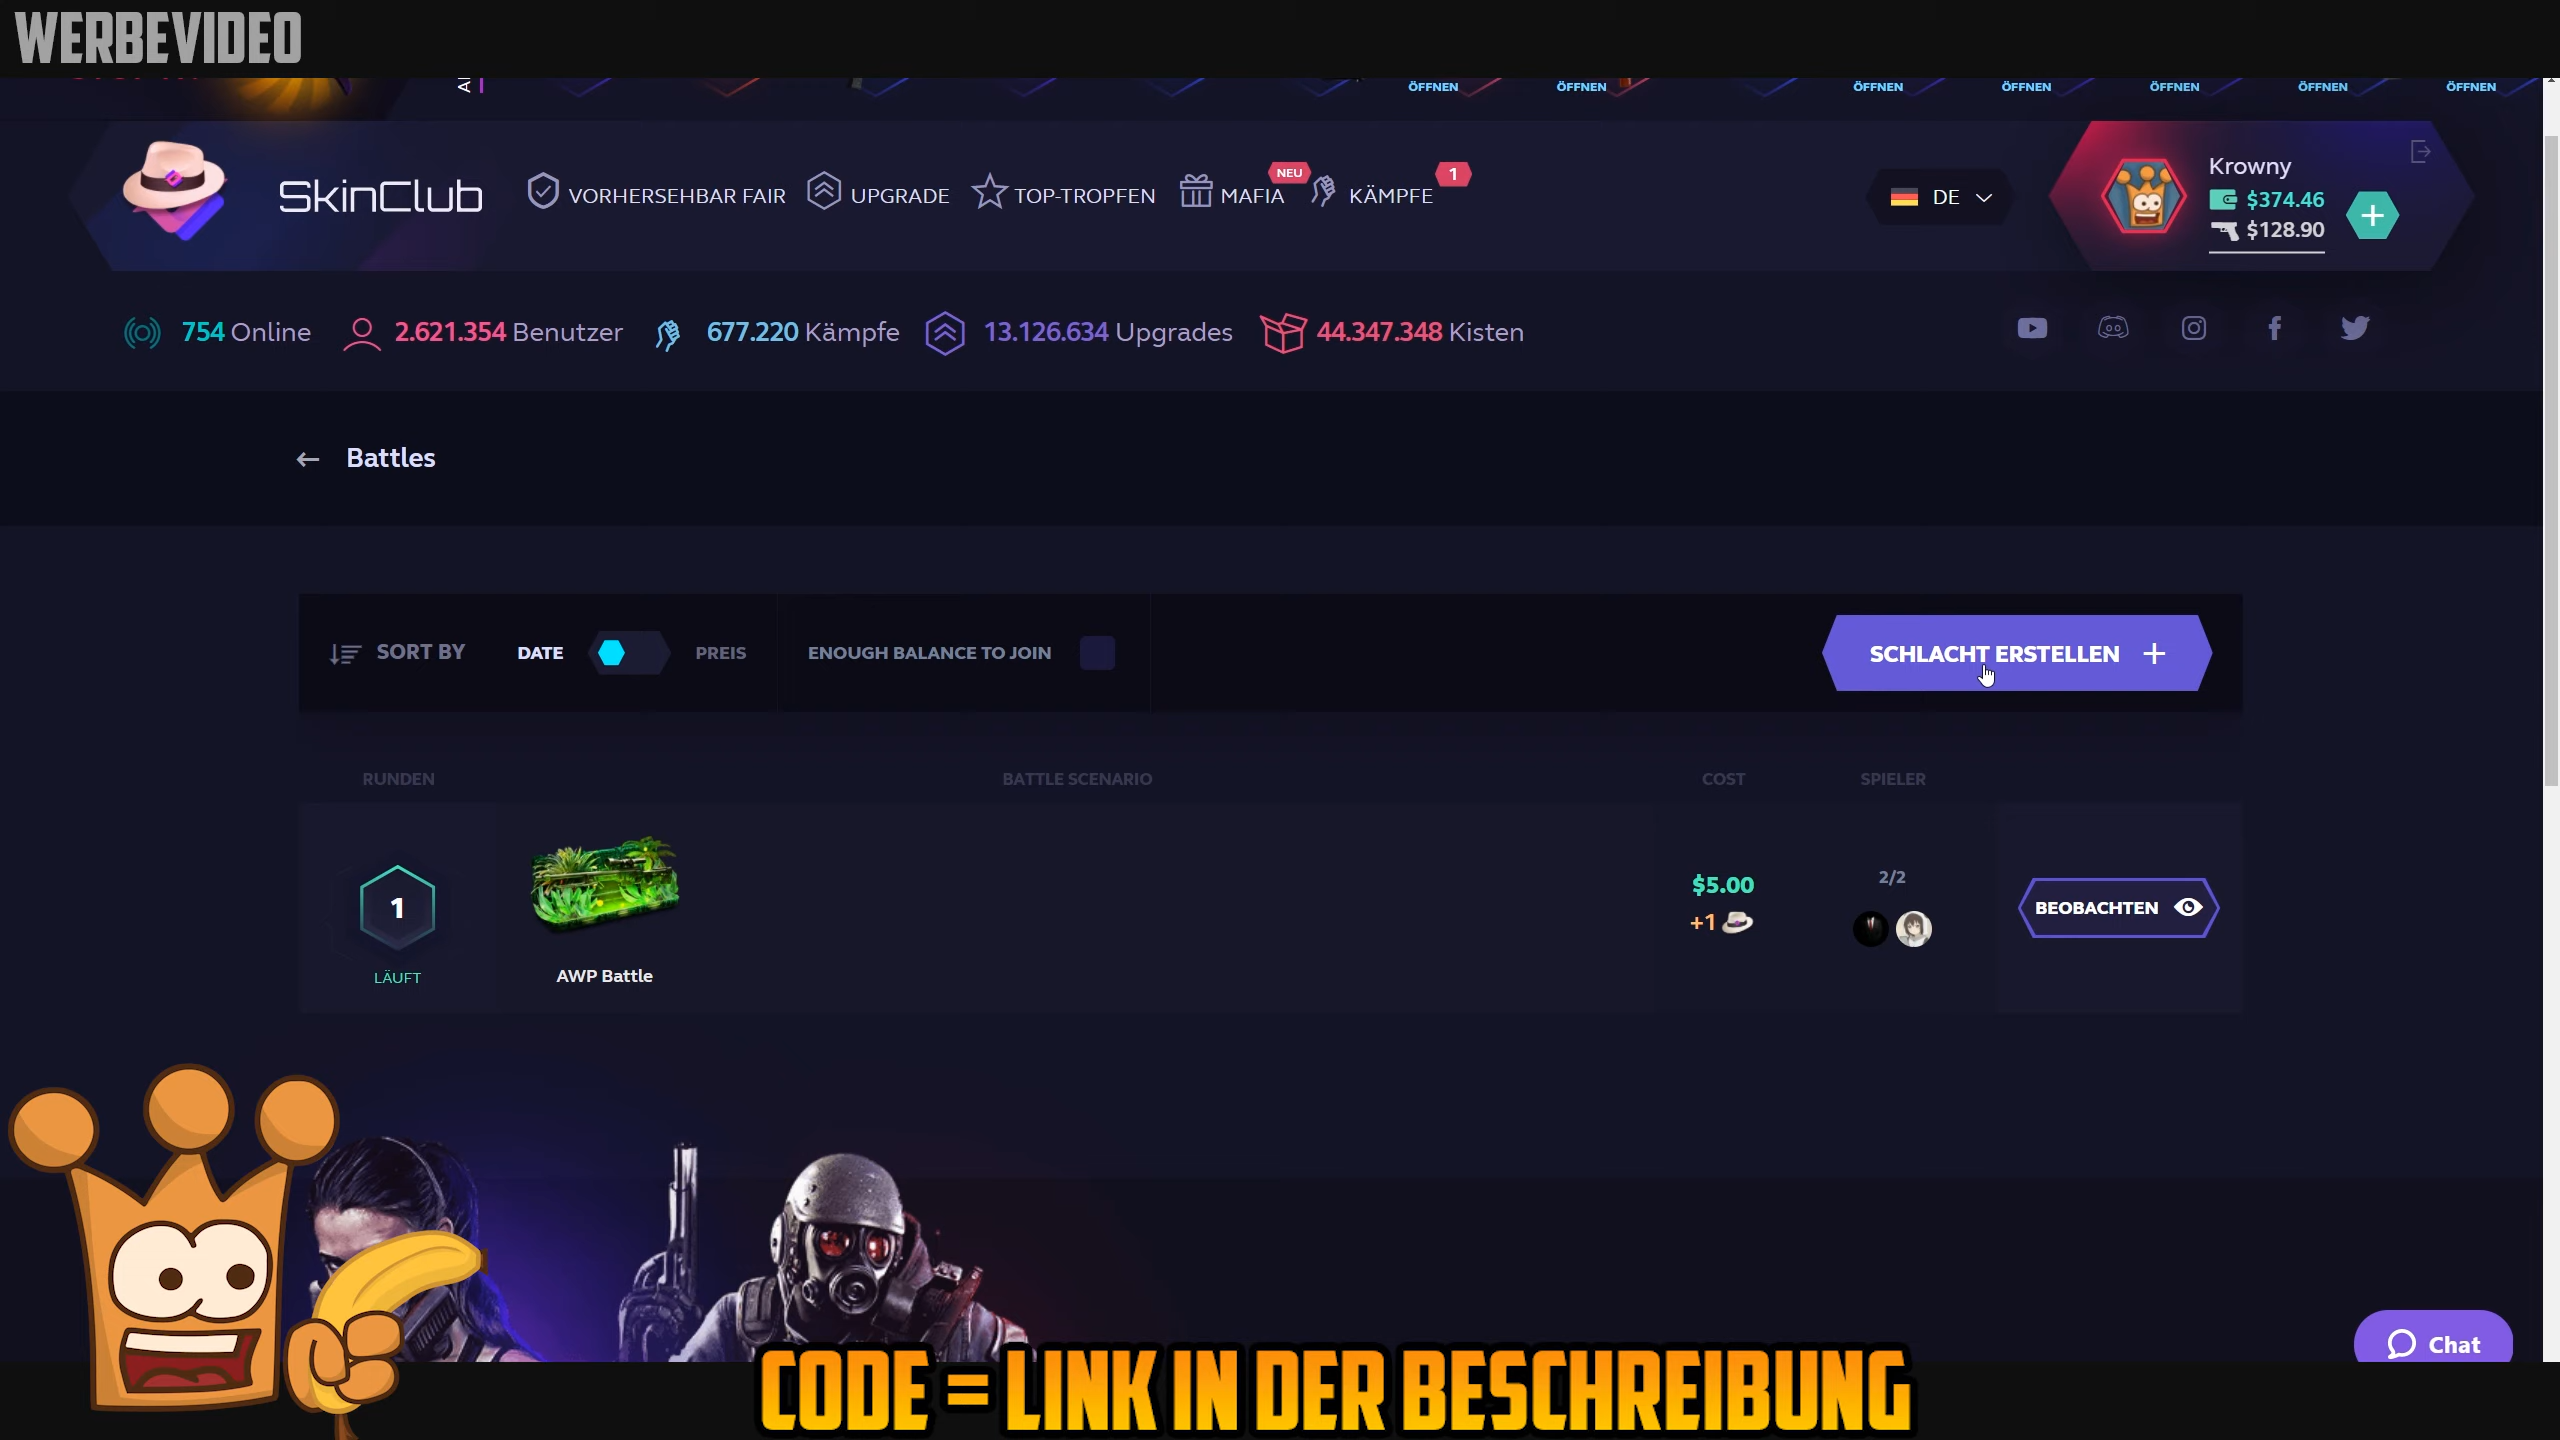 WERBEVIDEO
ÖFFNEN ÖFFNEN ÖFFNEN ÖFFNEN ÖFFNEN ÖFFNEN ÖFFNEN
SkinClub VORHERSEHBAR FAIR UPGRADE TOP-TROPFEN MAFIA NEU KÄMPFE 1 DE
Krowny
$374.46
$128.90
754 Online 2.621.354 Benutzer 677.220 Kämpfe 13.126.634 Upgrades 44.347.348 Kisten
← Battles
SORT BY DATE PREIS ENOUGH BALANCE TO JOIN SCHLACHT ERSTELLEN +
RUNDEN BATTLE SCENARIO COST SPIELER
1
LÄUFT
AWP Battle
$5.00
+1
2/2
BEOBACHTEN
Chat
CODE = LINK IN DER BESCHREIBUNG